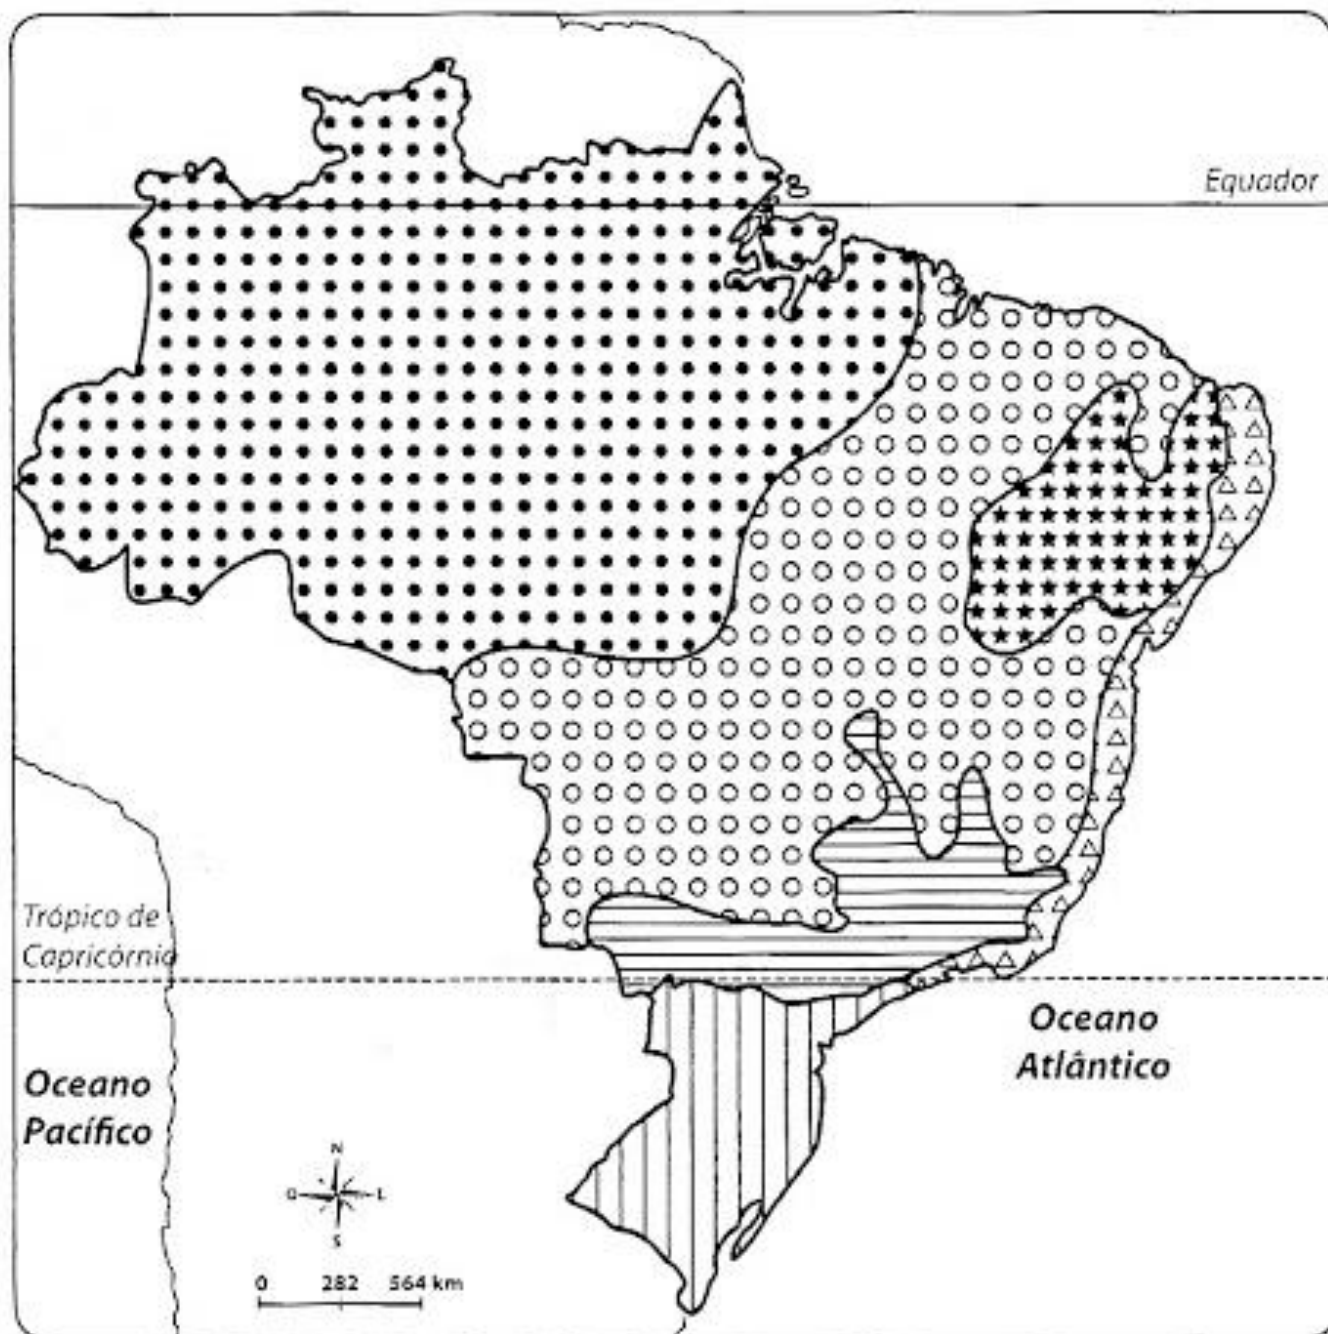 Equador
Trópico de
Capricórnio
Oceano
Pacífico
Oceano
Atlântico
N
O
L
S
0 282 564 km